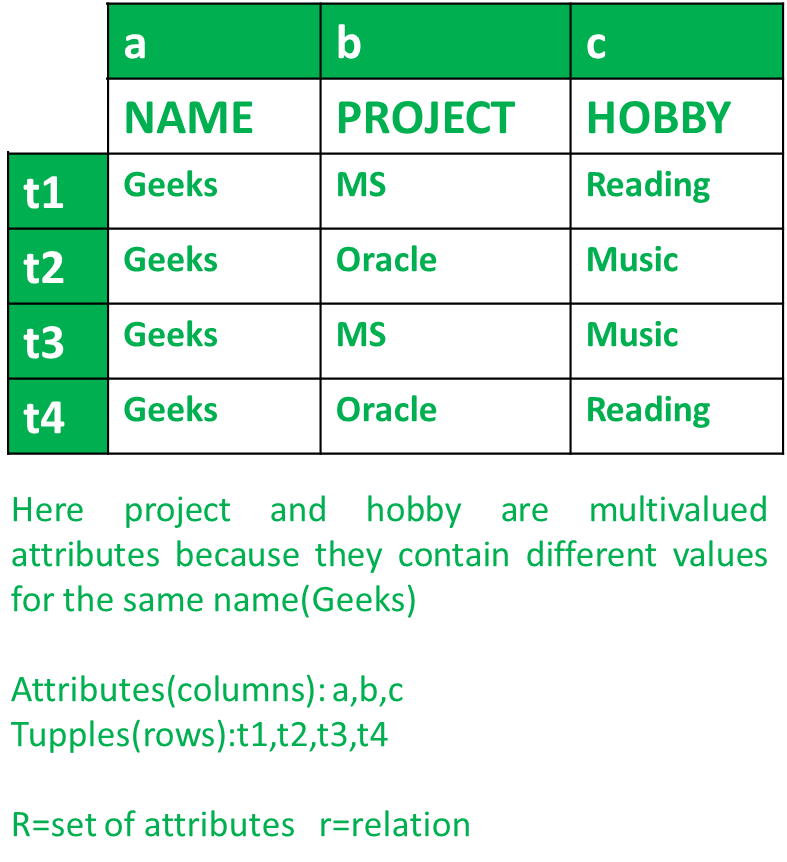 a b c
NAME PROJECT HOBBY
t1 Geeks MS Reading
t2 Geeks Oracle Music
t3 Geeks MS Music
t4 Geeks Oracle Reading
Here project and hobby are multivalued
attributes because they contain different values
for the same name(Geeks)
Attributes(columns): a,b,c
Tupples(rows):t1,t2,t3,t4
R=set of attributes r=relation